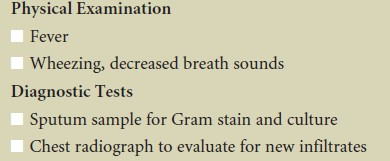 Physical Examination
Fever
Wheezing, decreased breath sounds
Diagnostic Tests
Sputum sample for Gram stain and culture
Chest radiograph to evaluate for new infiltrates